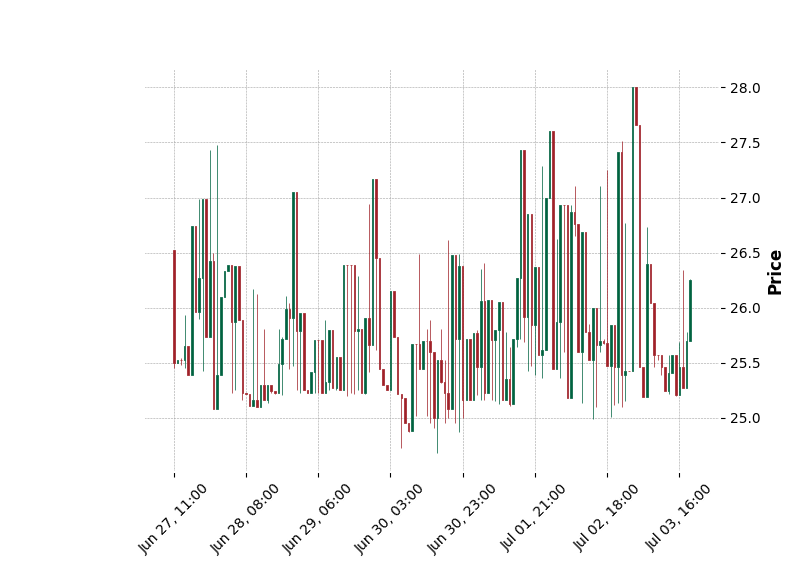 28.0
27.5
27.0
26.5
26.0
25.5
25.0
Price
Jun 27, 11:00
Jun 28, 08:00
Jun 29, 06:00
Jun 30, 03:00
Jun 30, 23:00
Jul 01, 21:00
Jul 02, 18:00
Jul 03, 16:00